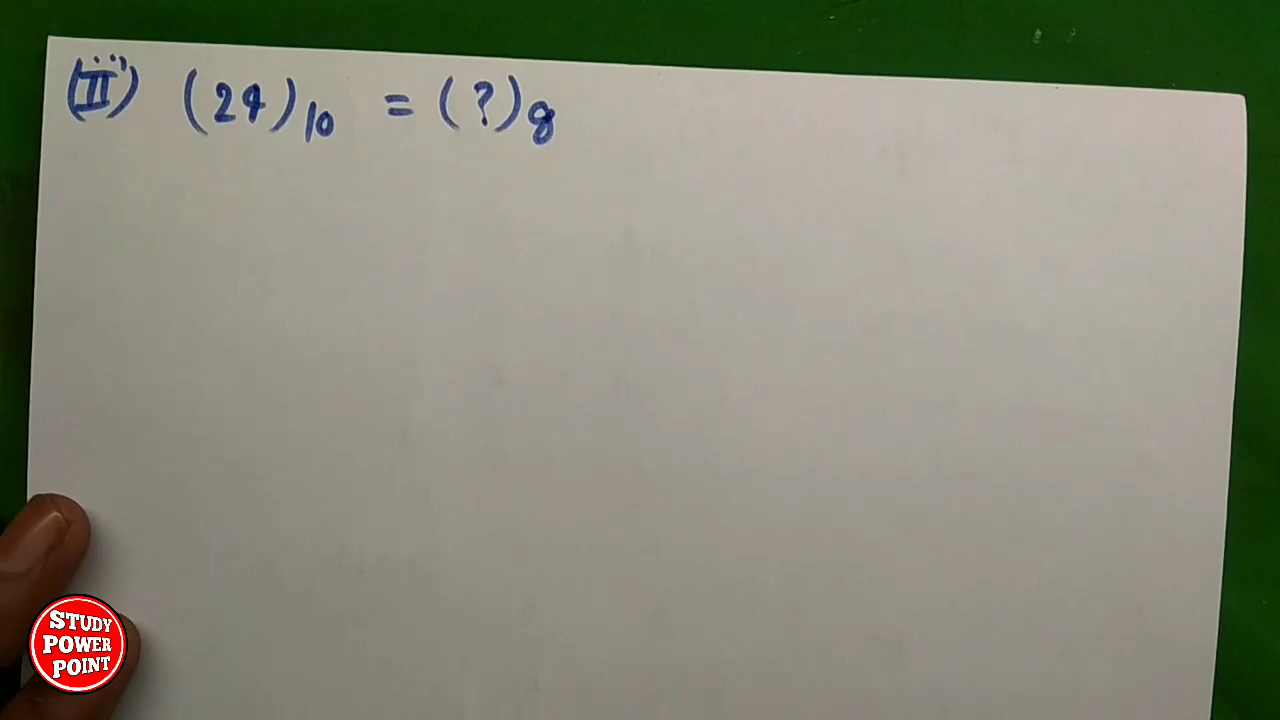 (III) (24)10 = (?)8
STUDY
POWER
POINT